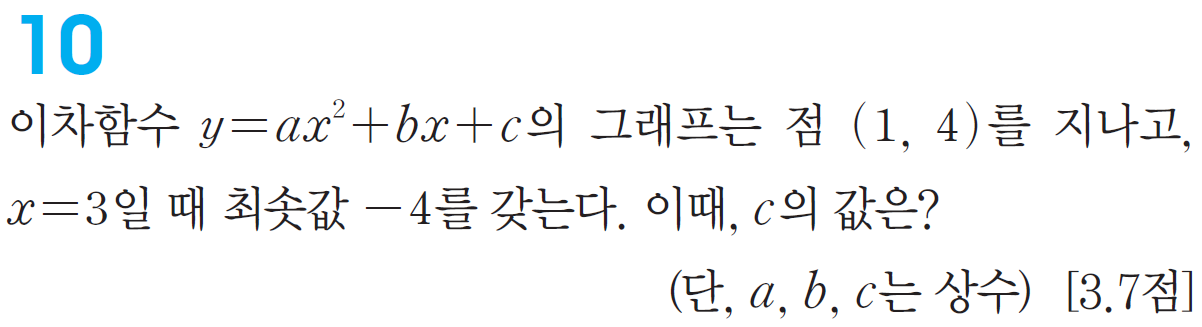 10
이차함수 y=ax²+bx+c의 그래프는 점 (1, 4)를 지나고,
x=3일 때 최솟값 -4를 갖는다. 이때, c의 값은?
(단, a, b, c는 상수) [3.7점]